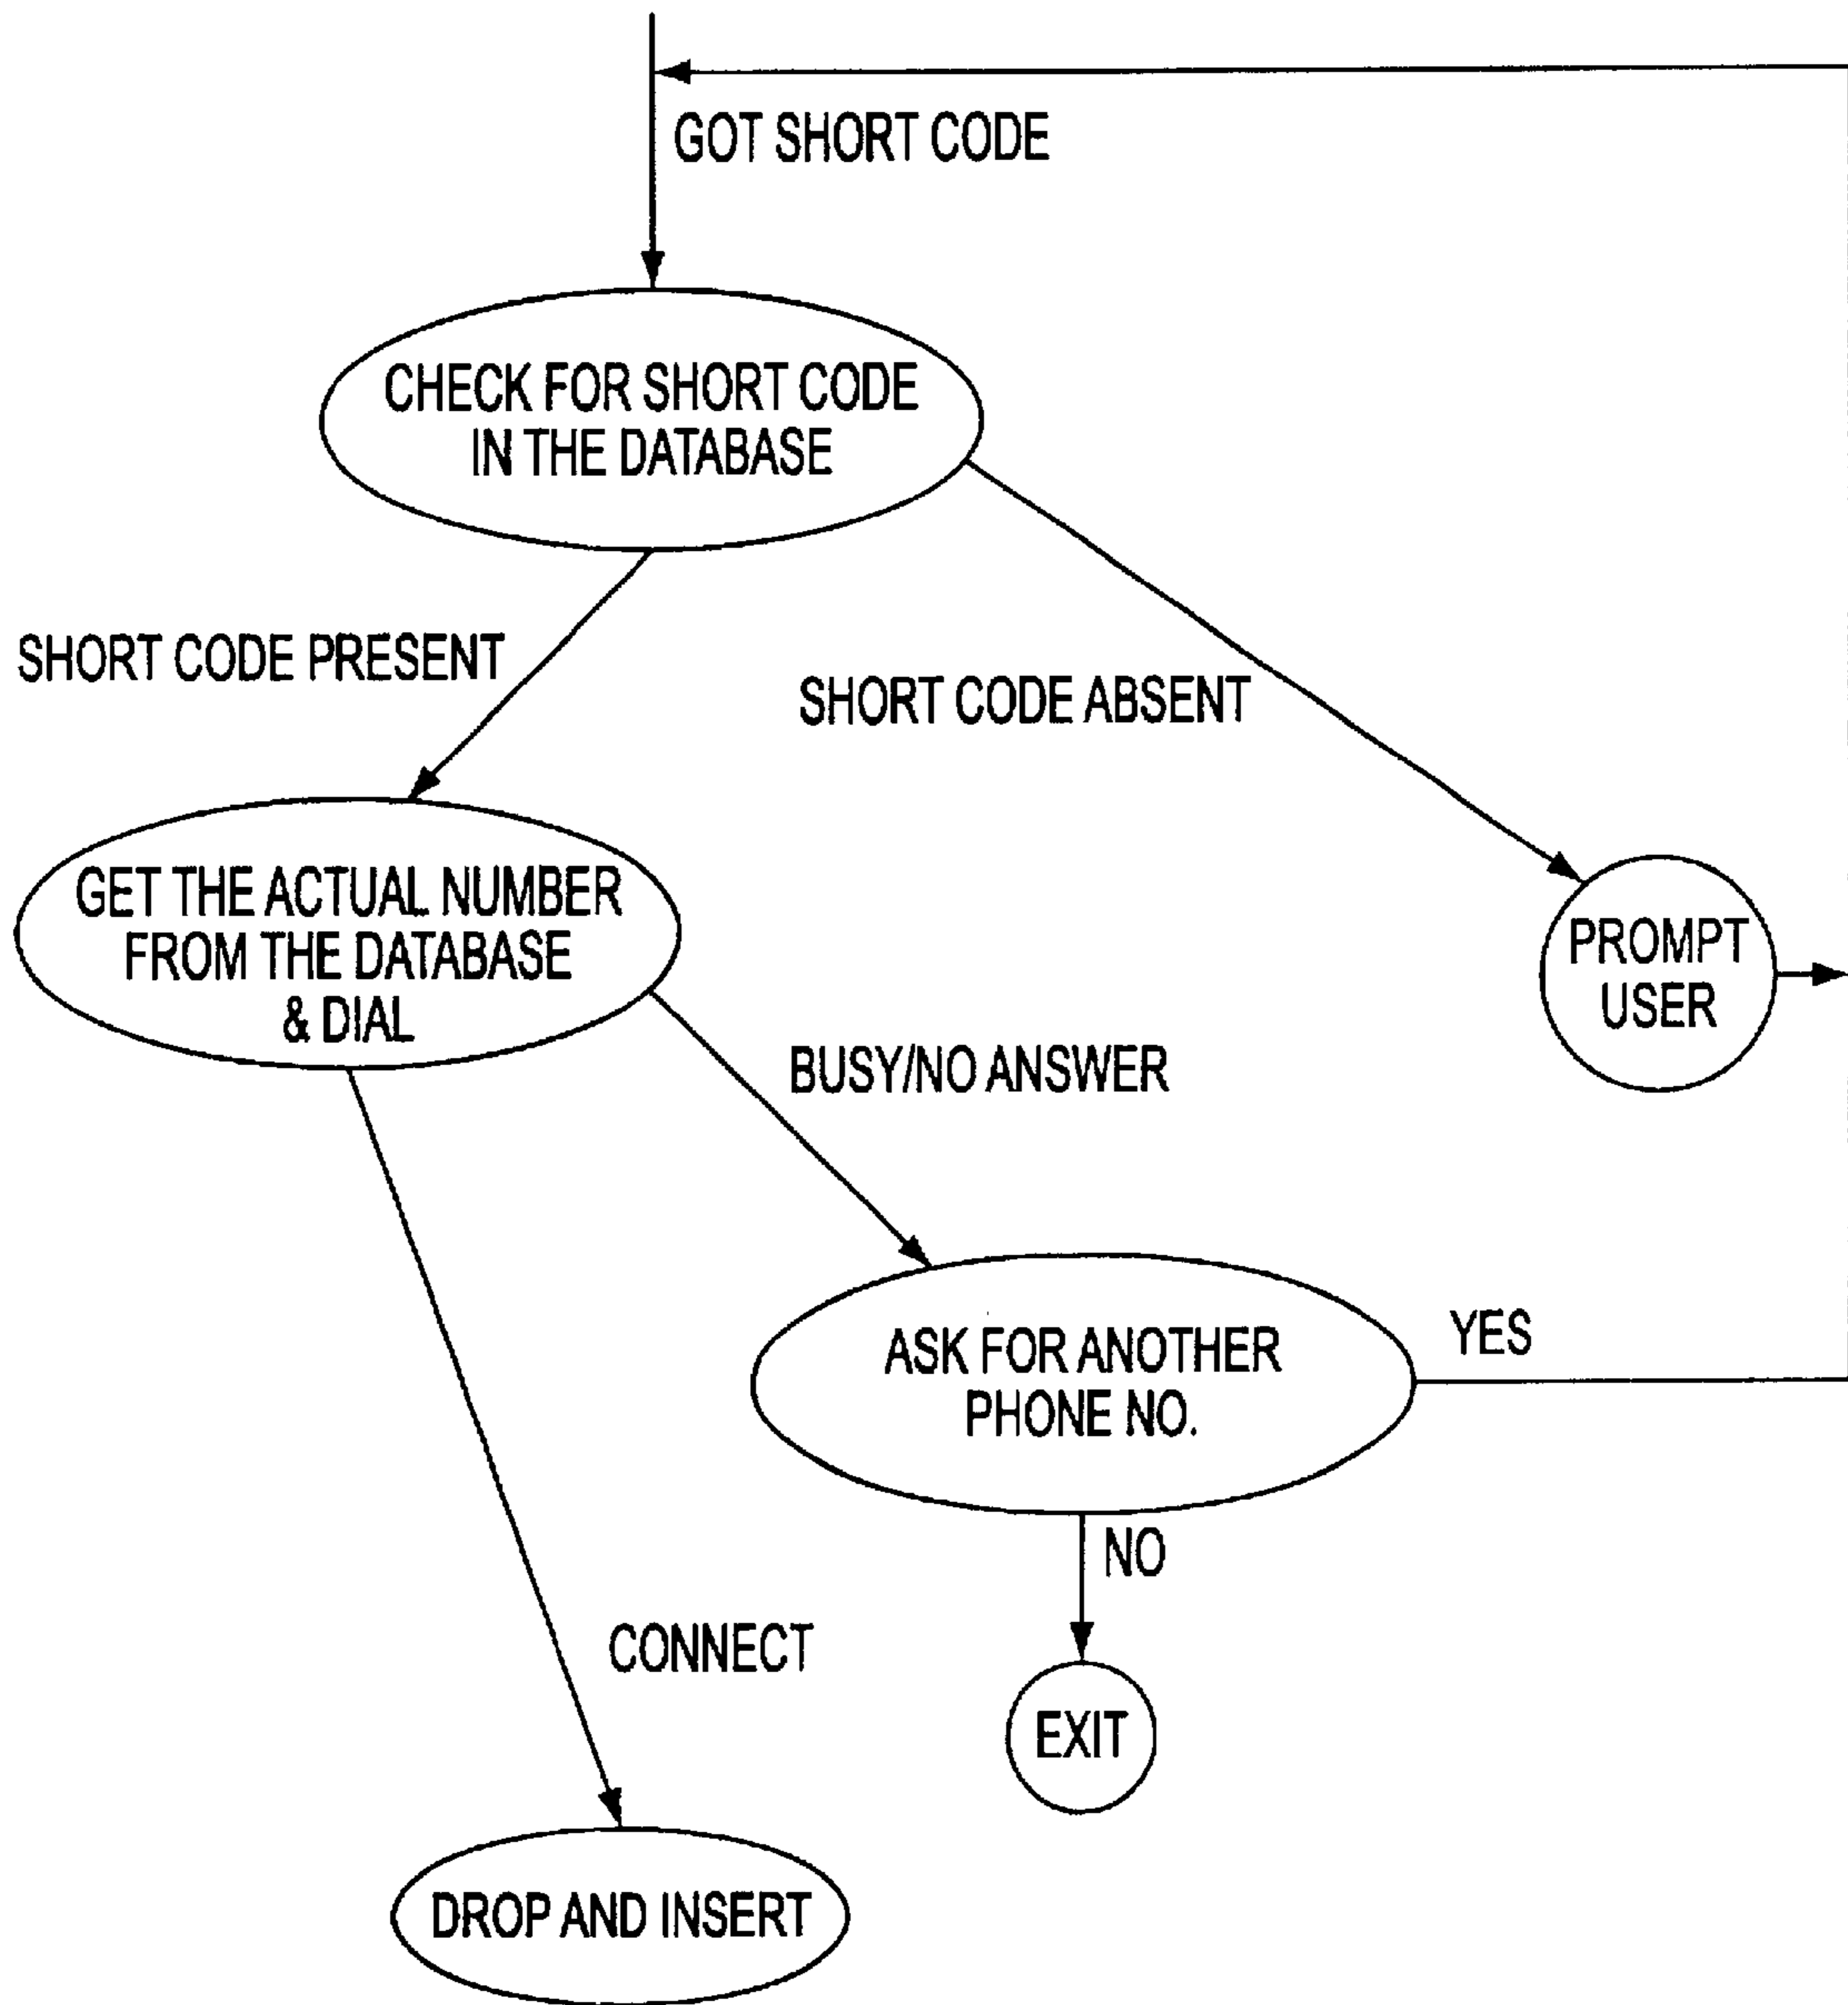 GOT SHORT CODE
CHECK FOR SHORT CODE
IN THE DATABASE
SHORT CODE PRESENT
SHORT CODE ABSENT
GET THE ACTUAL NUMBER
FROM THE DATABASE
& DIAL
PROMPT
USER
BUSY/NO ANSWER
ASK FOR ANOTHER
PHONE NO.
YES
NO
CONNECT
EXIT
DROP AND INSERT